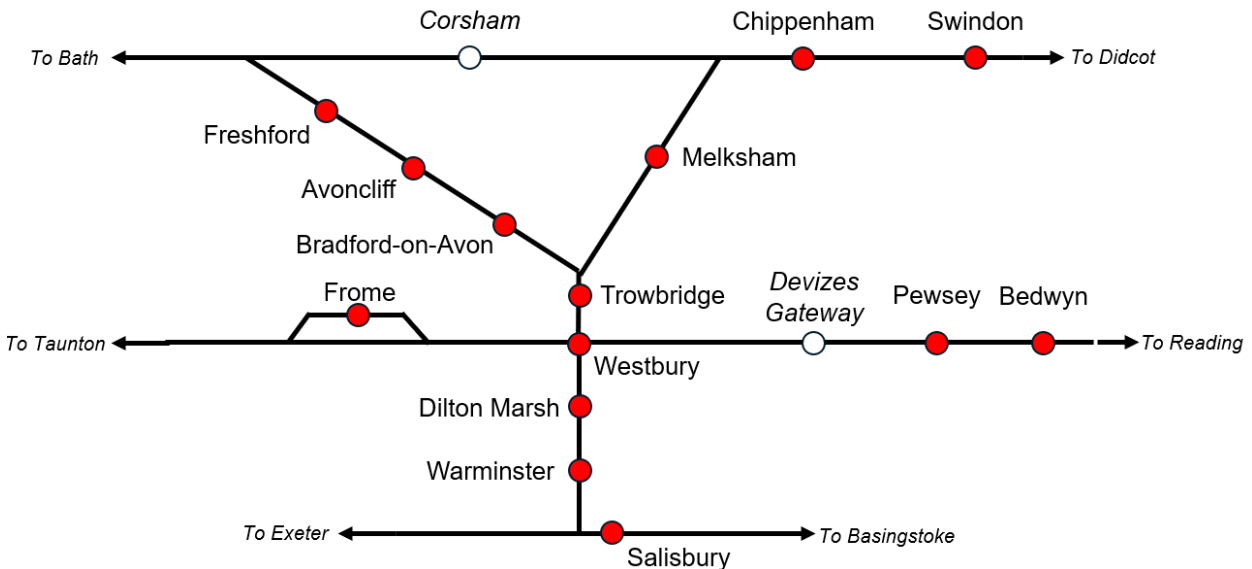 Corsham
Chippenham
Swindon
To Bath
To Didcot
Freshford
Melksham
Avoncliff
Bradford-on-Avon
Frome
Trowbridge
Devizes
Gateway
Pewsey
Bedwyn
To Taunton
To Reading
Westbury
Dilton Marsh
Warminster
To Exeter
To Basingstoke
Salisbury